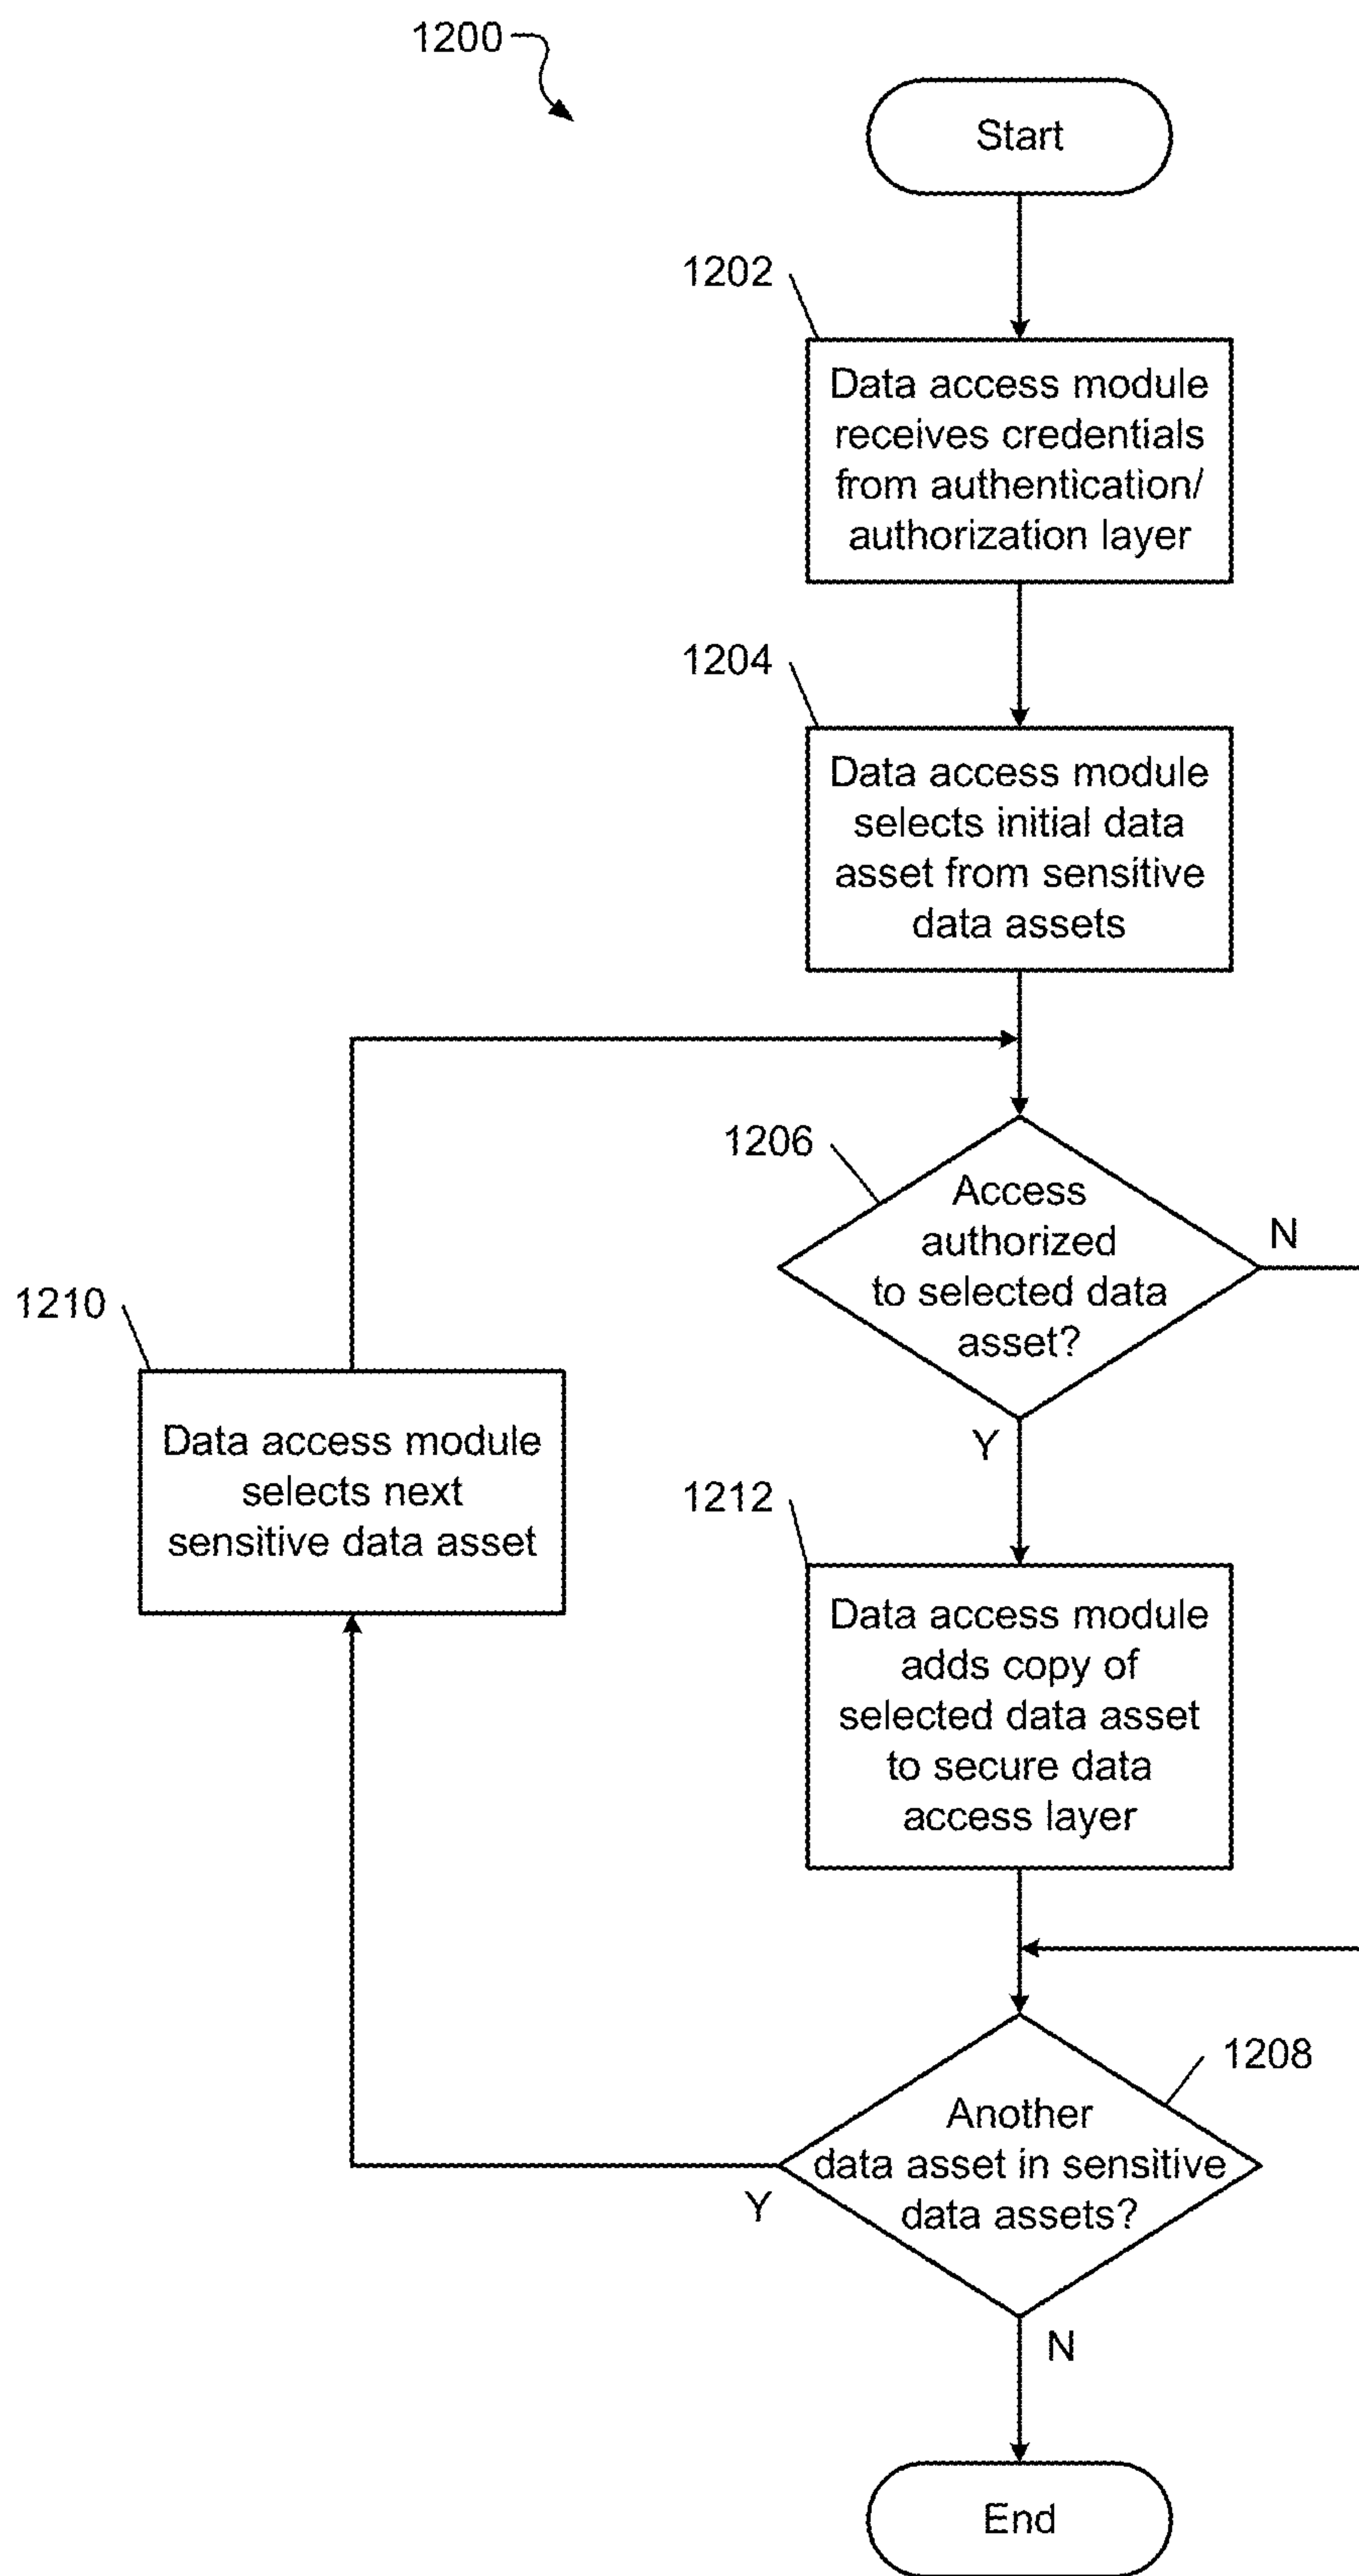 1200
Start
1202
Data access module
receives credentials
from authentication/
authorization layer
1204
Data access module
selects initial data
asset from sensitive
data assets
1206
Access
authorized
to selected data
asset?
N
Y
1210
Data access module
selects next
sensitive data asset
1212
Data access module
adds copy of
selected data asset
to secure data
access layer
1208
Another
data asset in sensitive
data assets?
Y
N
End